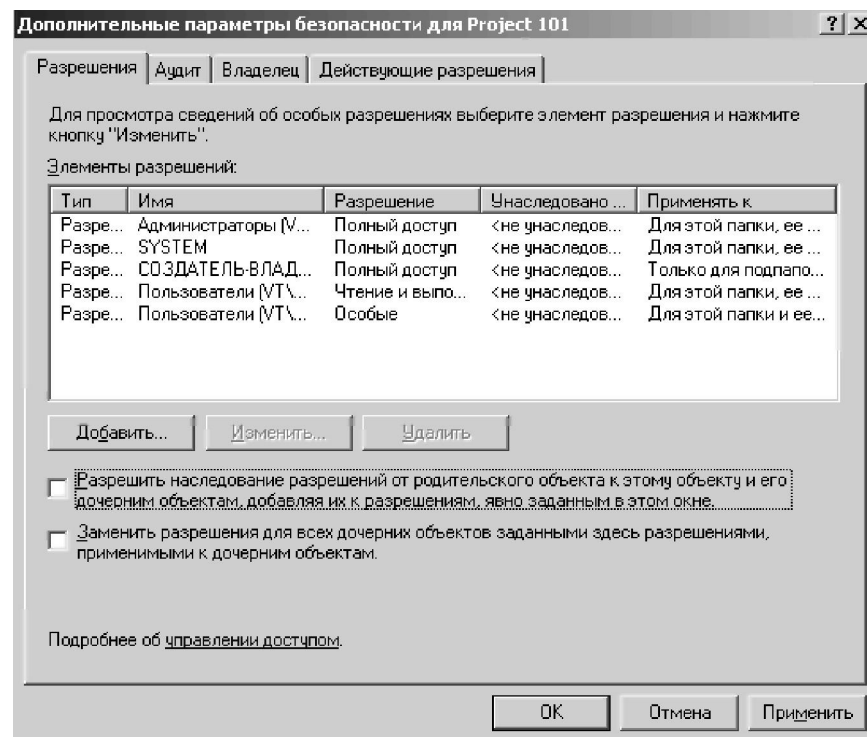 Дополнительные параметры безопасности для Project 101
Разрешения Аудит Владелец Действующие разрешения
Для просмотра сведений об особых разрешениях выберите элемент разрешения и нажмите
кнопку "Изменить".
Элементы разрешений:
Тип Имя Разрешение Унаследовано ... Применять к
Разре... Администраторы (V... Полный доступ <не унаследов... Для этой папки, ее ...
Разре... SYSTEM Полный доступ <не унаследов... Для этой папки, ее ...
Разре... СОЗДАТЕЛЬ-ВЛАД... Полный доступ <не унаследов... Только для подпапо...
Разре... Пользователи (VT\... Чтение и выпо... <не унаследов... Для этой папки, ее ...
Разре... Пользователи (VT\... Особые <не унаследов... Для этой папки и ее...
Добавить... Изменить... Удалить
Разрешить наследование разрешений от родительского объекта к этому объекту и его
дочерним объектам, добавляя их к разрешениям, явно заданным в этом окне.
Заменить разрешения для всех дочерних объектов заданными здесь разрешениями,
применимыми к дочерним объектам.
Подробнее об управлении доступом.
OK Отмена Применить